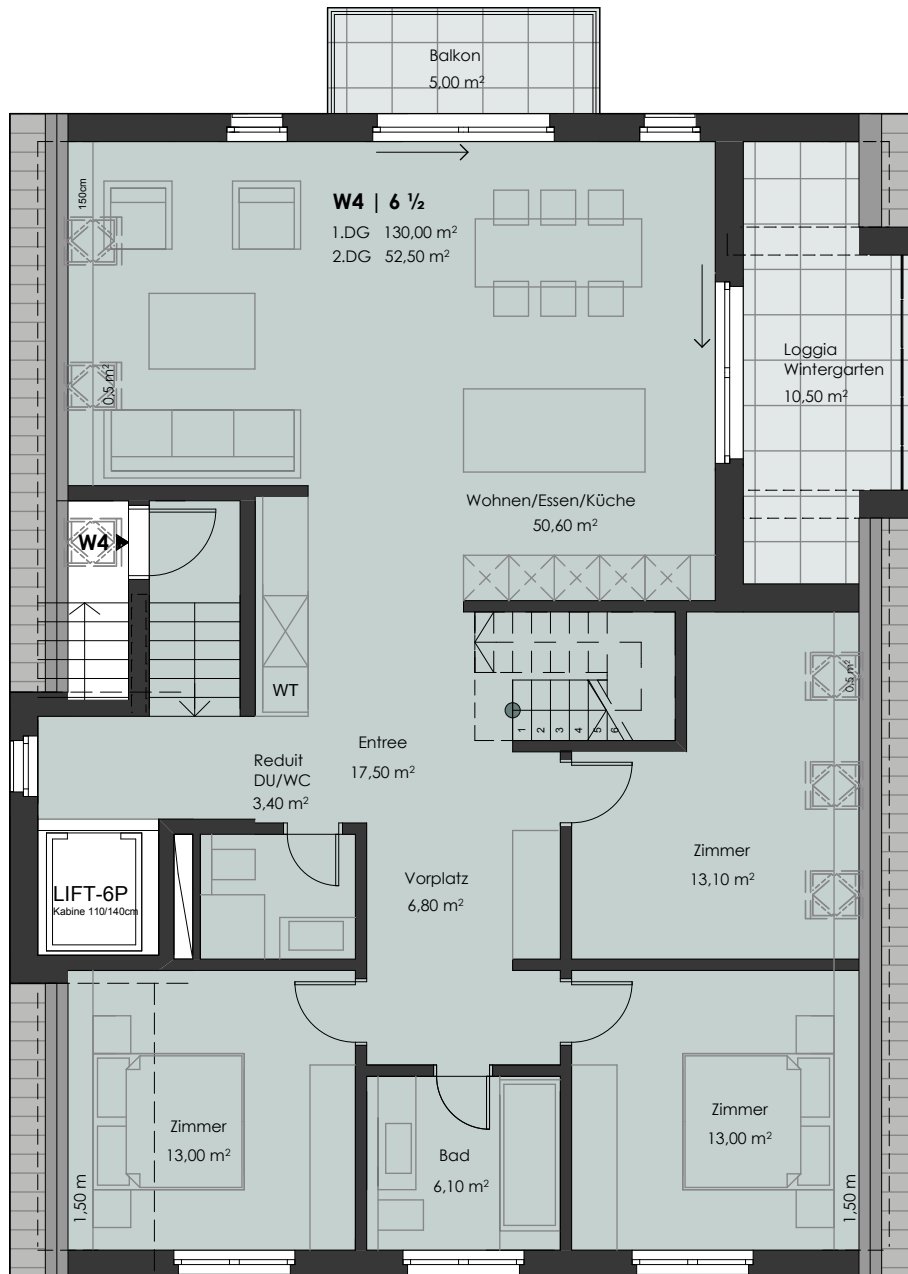 Balkon
5,00 m²
150cm
W4 | 6 ½
1.DG 130,00 m²
2.DG 52,50 m²
0,5 m²
Loggia
Wintergarten
10,50 m²
Wohnen/Essen/Küche
50,60 m²
W4
WT
0,5 m²
1 2 3 4 5 6
Entree
17,50 m²
Reduit
DU/WC
3,40 m²
Zimmer
13,10 m²
Vorplatz
6,80 m²
LIFT-6P
Kabine 110/140cm
Zimmer
13,00 m²
Zimmer
13,00 m²
Bad
6,10 m²
1,50 m
1,50 m